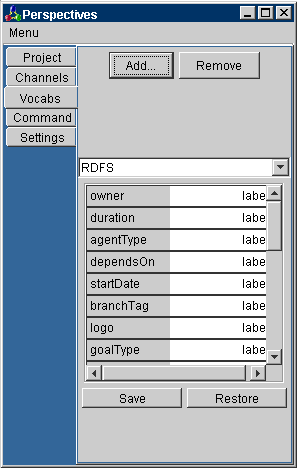 Perspectives
Menu
Project
Channels
Vocabs
Command
Settings
Add... Remove
RDFS
owner labe
duration labe
agentType labe
dependsOn labe
startDate labe
branchTag labe
logo labe
goalType labe
Save Restore